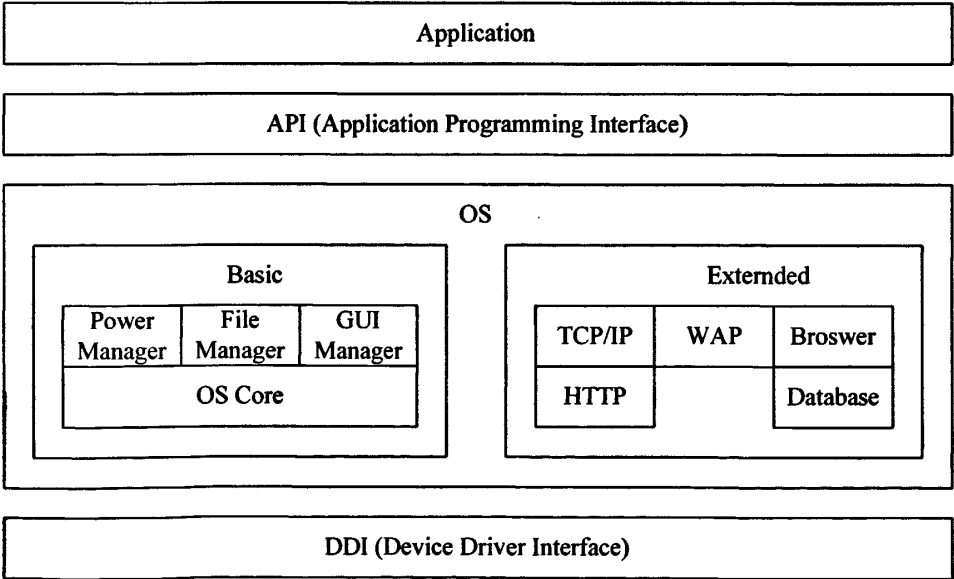 Application
API (Application Programming Interface)
OS
Basic
Power Manager
File Manager
GUI Manager
OS Core
Externded
TCP/IP
WAP
Broswer
HTTP
Database
DDI (Device Driver Interface)